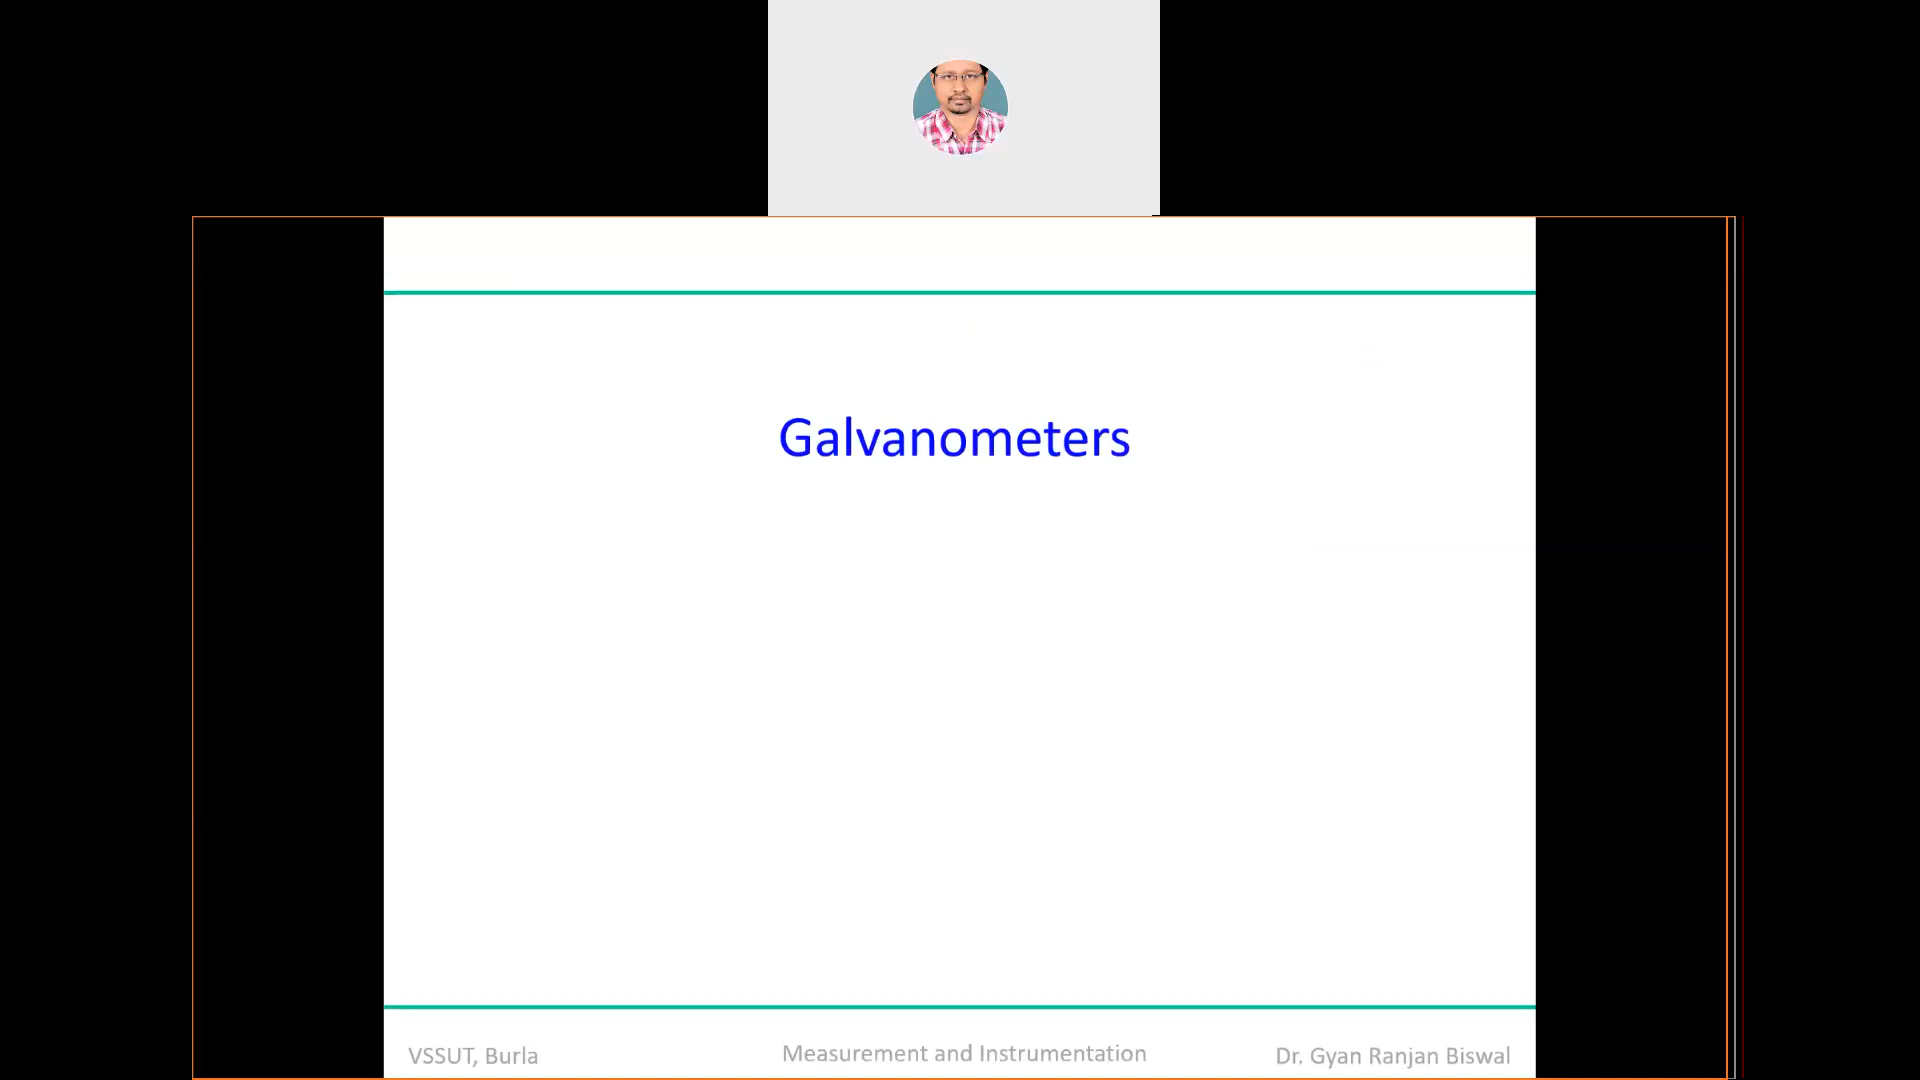 Galvanometers
VSSUT, Burla
Measurement and Instrumentation
Dr. Gyan Ranjan Biswal